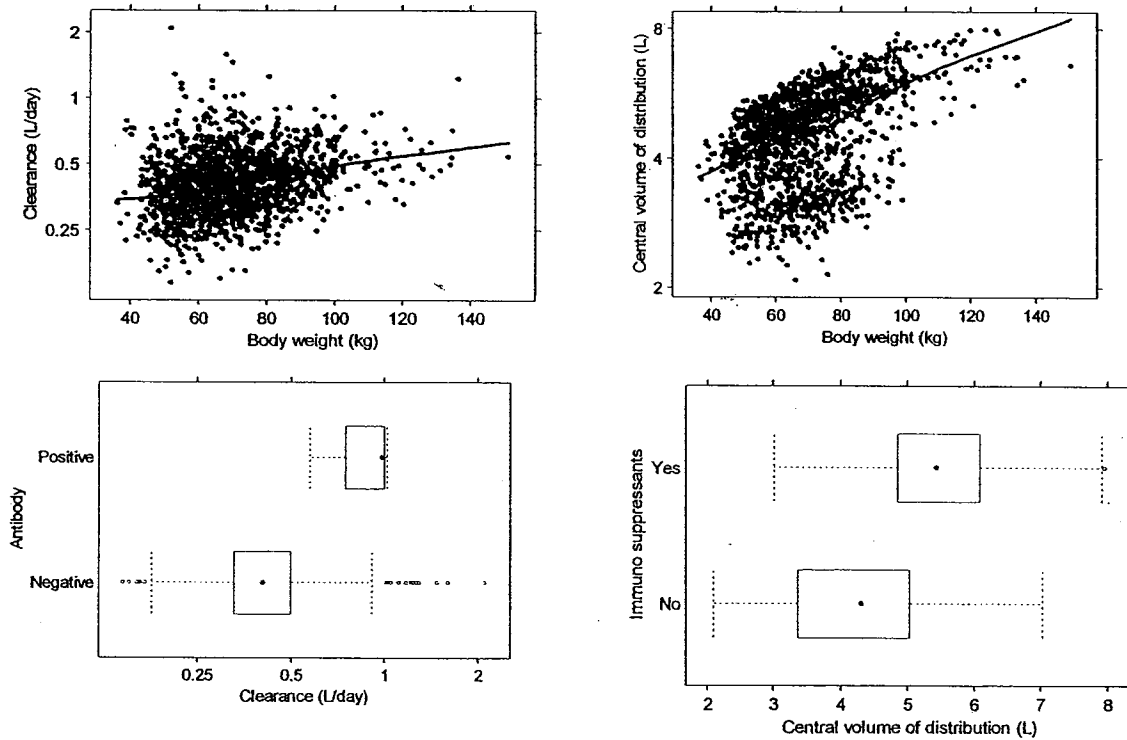 Clearance (L/day)
2
1
0.5
0.25
40 60 80 100 120 140
Body weight (kg)
Central volume of distribution (L)
8
4
2
40 60 80 100 120 140
Body weight (kg)
Antibody
Positive
Negative
0.25 0.5 1 2
Clearance (L/day)
Immuno suppressants
Yes
No
2 3 4 5 6 7 8
Central volume of distribution (L)